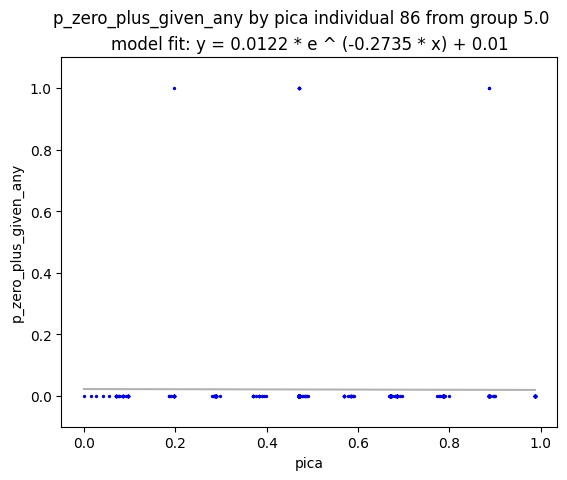 p_zero_plus_given_any by pica individual 86 from group 5.0
model fit: y = 0.0122 * e ^ (-0.2735 * x) + 0.01
1.0
0.8
0.6
0.4
0.2
0.0
p_zero_plus_given_any
0.0 0.2 0.4 0.6 0.8 1.0
pica